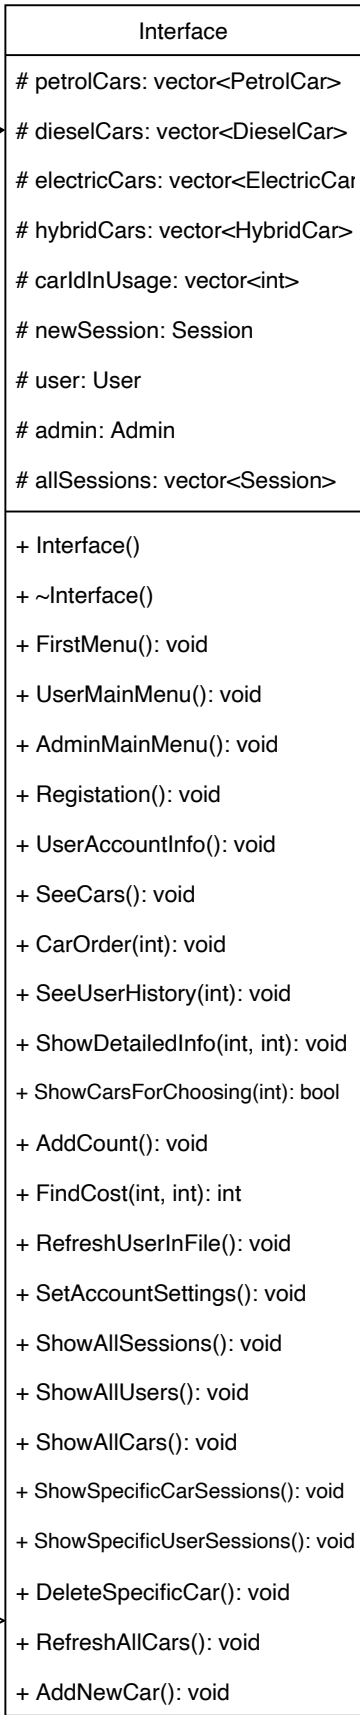 Interface
# petrolCars: vector<PetrolCar>
# dieselCars: vector<DieselCar>
# electricCars: vector<ElectricCar
# hybridCars: vector<HybridCar>
# carIdInUsage: vector<int>
# newSession: Session
# user: User
# admin: Admin
# allSessions: vector<Session>
+ Interface()
+ ~Interface()
+ FirstMenu(): void
+ UserMainMenu(): void
+ AdminMainMenu(): void
+ Registation(): void
+ UserAccountInfo(): void
+ SeeCars(): void
+ CarOrder(int): void
+ SeeUserHistory(int): void
+ ShowDetailedInfo(int, int): void
+ ShowCarsForChoosing(int): bool
+ AddCount(): void
+ FindCost(int, int): int
+ RefreshUserInFile(): void
+ SetAccountSettings(): void
+ ShowAllSessions(): void
+ ShowAllUsers(): void
+ ShowAllCars(): void
+ ShowSpecificCarSessions(): void
+ ShowSpecificUserSessions(): void
+ DeleteSpecificCar(): void
+ RefreshAllCars(): void
+ AddNewCar(): void